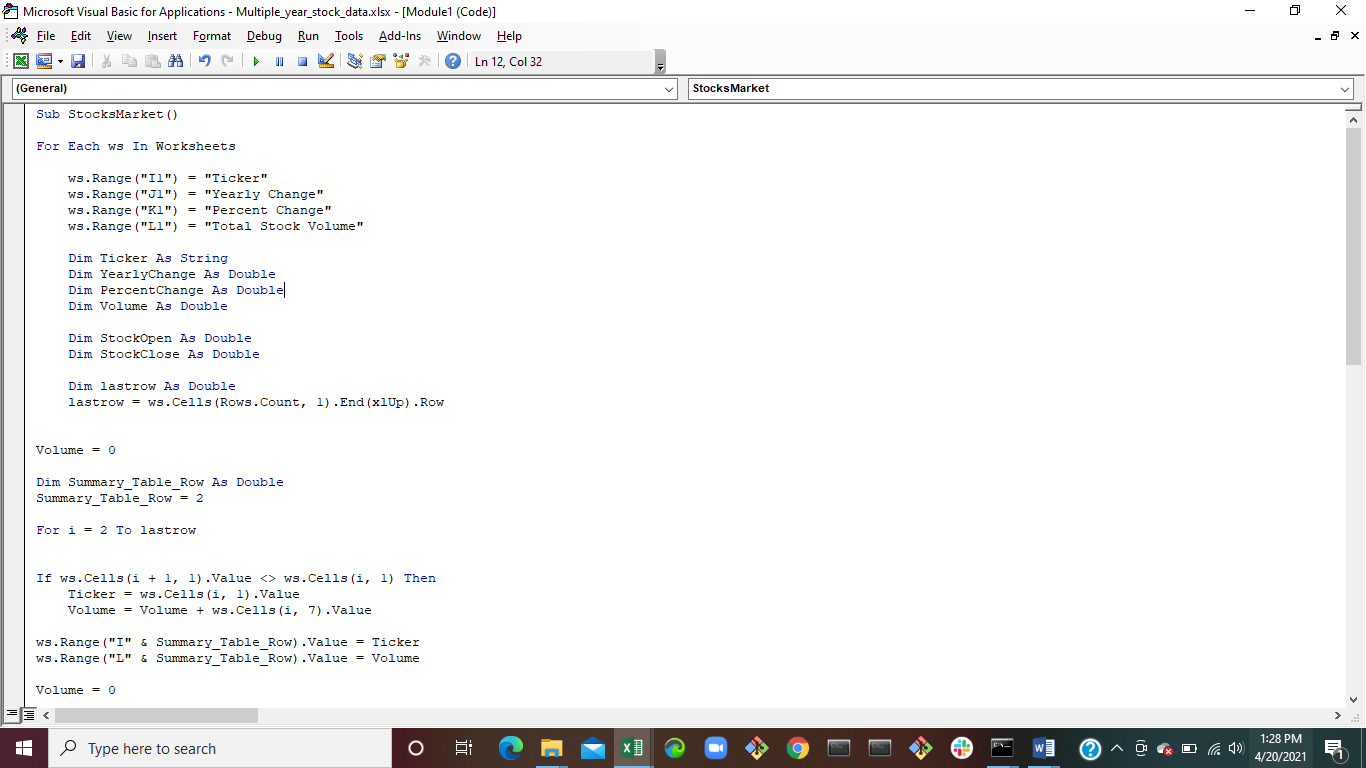 Microsoft Visual Basic for Applications - Multiple_year_stock_data.xlsx - [Module1 (Code)]
File Edit View Insert Format Debug Run Tools Add-Ins Window Help
Ln 12, Col 32
(General) StocksMarket
Sub StocksMarket()
For Each ws In Worksheets
ws.Range("I1") = "Ticker"
ws.Range("J1") = "Yearly Change"
ws.Range("K1") = "Percent Change"
ws.Range("L1") = "Total Stock Volume"
Dim Ticker As String
Dim YearlyChange As Double
Dim PercentChange As Double
Dim Volume As Double
Dim StockOpen As Double
Dim StockClose As Double
Dim lastrow As Double
lastrow = ws.Cells(Rows.Count, 1).End(xlUp).Row
Volume = 0
Dim Summary_Table_Row As Double
Summary_Table_Row = 2
For i = 2 To lastrow
If ws.Cells(i + 1, 1).Value <> ws.Cells(i, 1) Then
Ticker = ws.Cells(i, 1).Value
Volume = Volume + ws.Cells(i, 7).Value
ws.Range("I" & Summary_Table_Row).Value = Ticker
ws.Range("L" & Summary_Table_Row).Value = Volume
Volume = 0
Type here to search
1:28 PM
4/20/2021
1